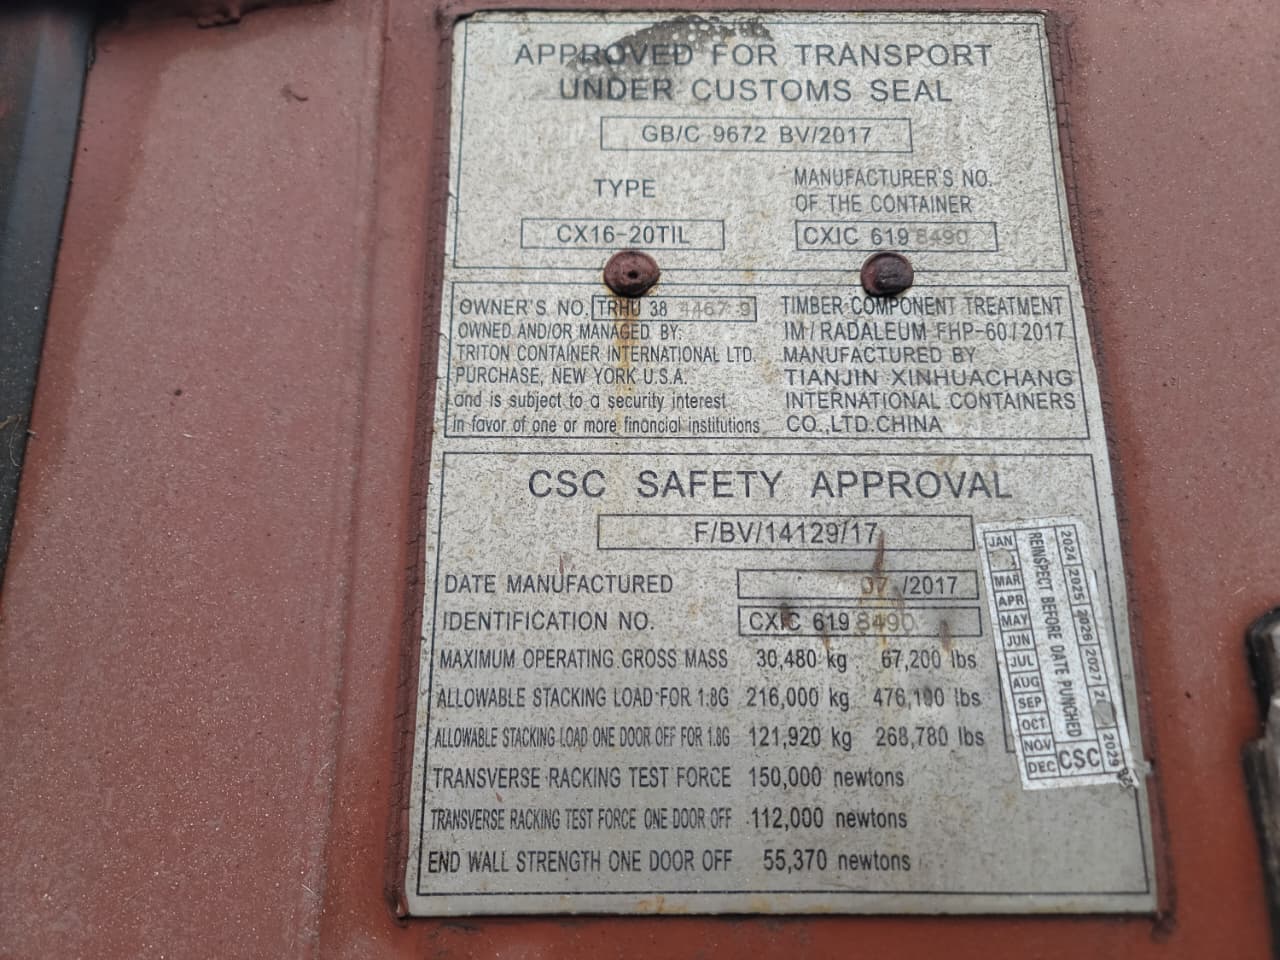 APPROVED FOR TRANSPORT
UNDER CUSTOMS SEAL
GB/C 9672 BV/2017
TYPE
CX16-20TIL
MANUFACTURER'S NO.
OF THE CONTAINER
CXIC 619 8490
OWNER'S NO. TRHU 38 4467 9
OWNED AND/OR MANAGED BY:
TRITON CONTAINER INTERNATIONAL LTD.
PURCHASE, NEW YORK U.S.A.
and is subject to a security interest
in favor of one or more financial institutions
TIMBER COMPONENT TREATMENT
IM/RADALEUM FHP-60/2017
MANUFACTURED BY
TIANJIN XINHUACHANG
INTERNATIONAL CONTAINERS
CO.,LTD.CHINA
CSC SAFETY APPROVAL
F/BV/14129/17
DATE MANUFACTURED 07 /2017
IDENTIFICATION NO. CXIC 619 8490
MAXIMUM OPERATING GROSS MASS 30,480 kg 67,200 lbs
ALLOWABLE STACKING LOAD FOR 1.8G 216,000 kg 476,190 lbs
ALLOWABLE STACKING LOAD ONE DOOR OFF FOR 1.8G 121,920 kg 268,780 lbs
TRANSVERSE RACKING TEST FORCE 150,000 newtons
TRANSVERSE RACKING TEST FORCE ONE DOOR OFF 112,000 newtons
END WALL STRENGTH ONE DOOR OFF 55,370 newtons
JAN
MAR
APR
MAY
JUN
JUL
AUG
SEP
OCT
NOV
DEC
REINSPECT BEFORE DATE PUNCHED
CSC
2024 2025 2026 2027 2029